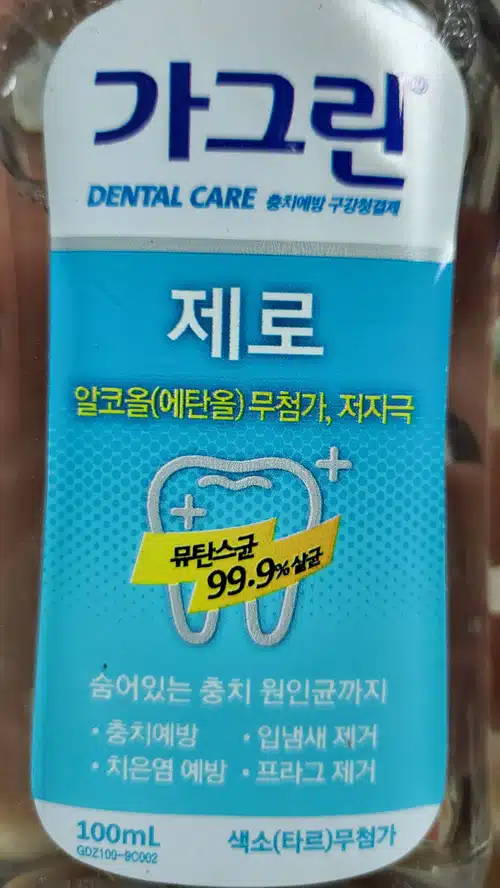 가그린®
DENTAL CARE 충치예방 구강청결제
제로
알코올(에탄올) 무첨가, 저자극
뮤탄스균
99.9% 살균
숨어있는 충치 원인균까지
· 충치예방 · 입냄새 제거
· 치은염 예방 · 프라그 제거
100mL 색소(타르)무첨가
GDZ100-9C002